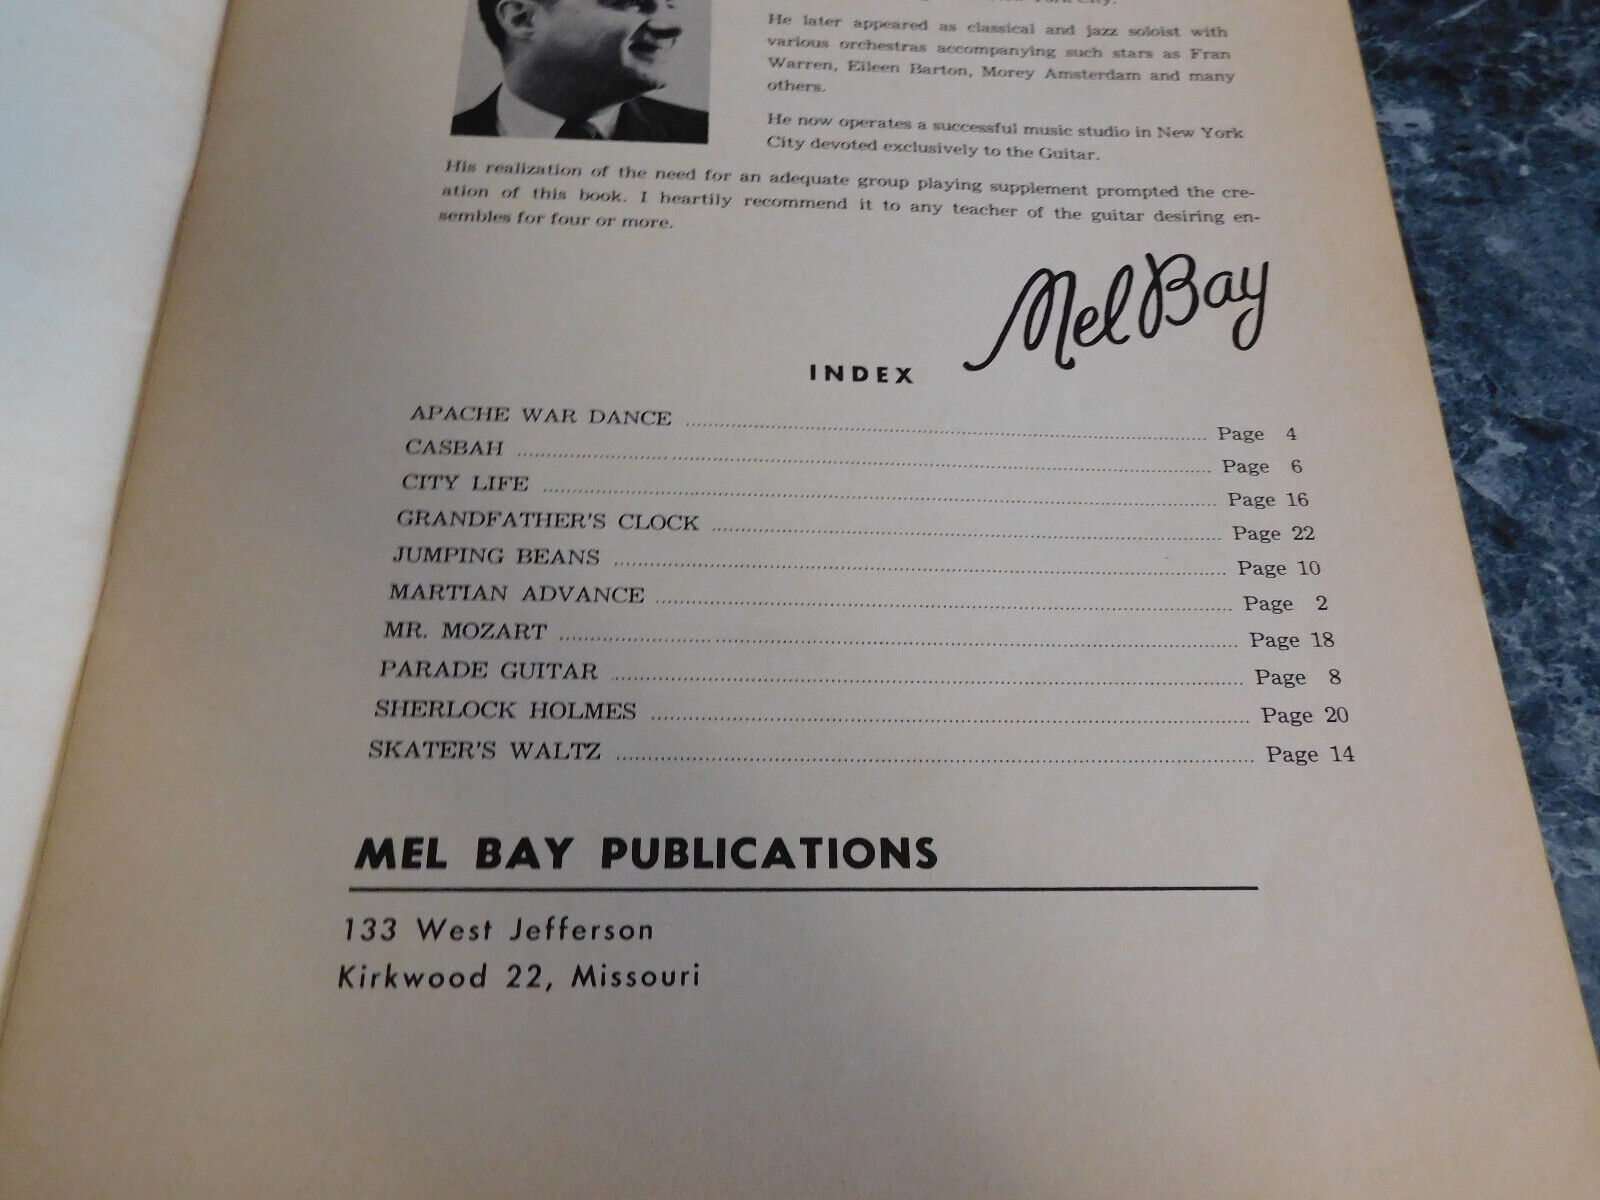 York City.
He later appeared as classical and jazz soloist with
various orchestras accompanying such stars as Fran
Warren, Eileen Barton, Morey Amsterdam and many
others.
He now operates a successful music studio in New York
City devoted exclusively to the Guitar.
His realization of the need for an adequate group playing supplement prompted the cre-
ation of this book. I heartily recommend it to any teacher of the guitar desiring en-
sembles for four or more.
Mel Bay
INDEX
APACHE WAR DANCE ........ Page 4
CASBAH ........ Page 6
CITY LIFE ........ Page 16
GRANDFATHER'S CLOCK ........ Page 22
JUMPING BEANS ........ Page 10
MARTIAN ADVANCE ........ Page 2
MR. MOZART ........ Page 18
PARADE GUITAR ........ Page 8
SHERLOCK HOLMES ........ Page 20
SKATER'S WALTZ ........ Page 14
MEL BAY PUBLICATIONS
133 West Jefferson
Kirkwood 22, Missouri